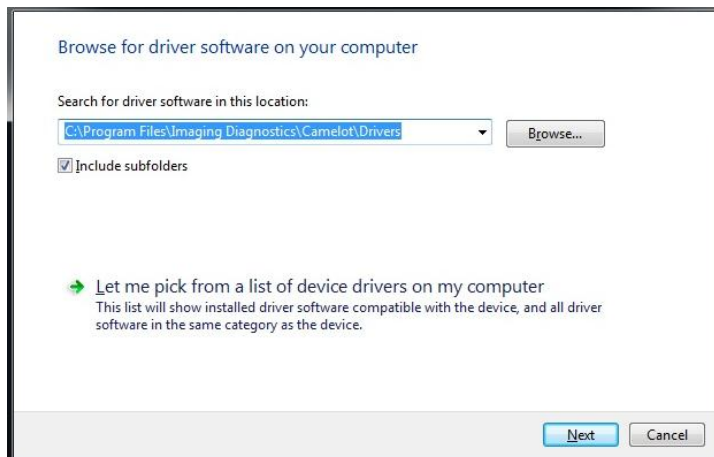 Browse for driver software on your computer
Search for driver software in this location:
C:\Program Files\Imaging Diagnostics\Camelot\Drivers
Browse...
Include subfolders
Let me pick from a list of device drivers on my computer
This list will show installed driver software compatible with the device, and all driver
software in the same category as the device.
Next
Cancel